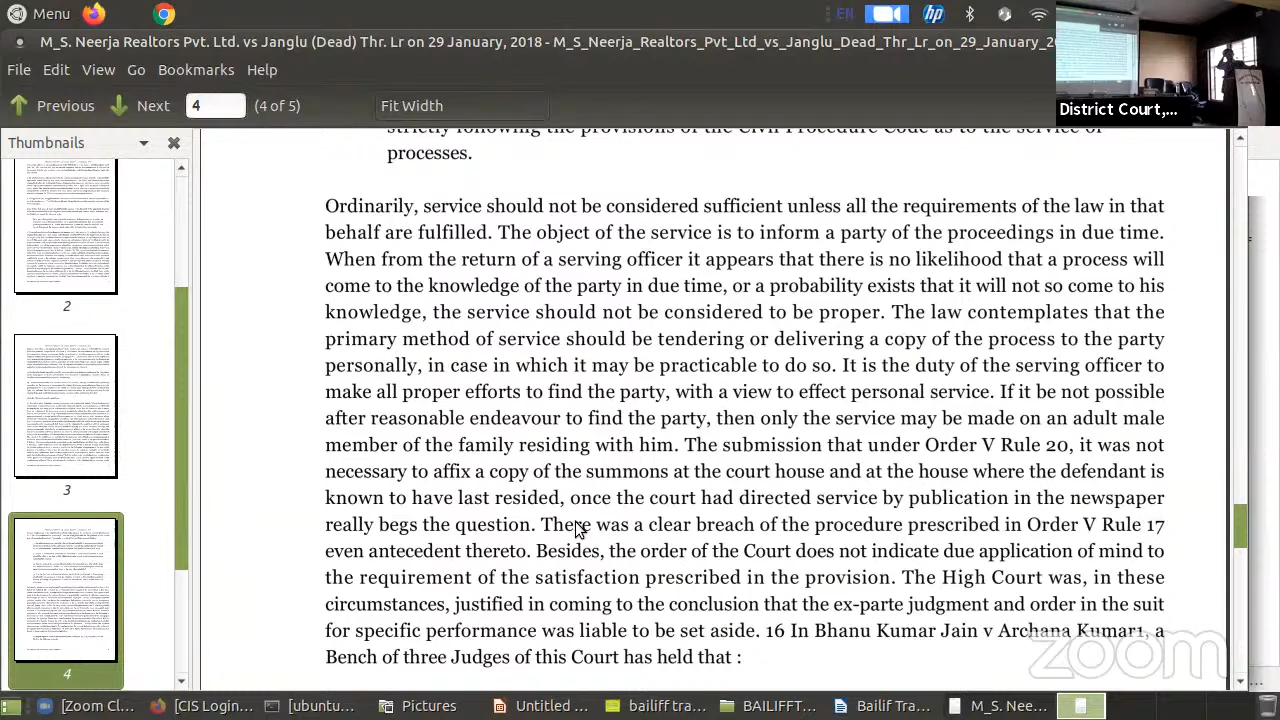 Menu
EN
M_S. Neerja Realtors Pvt. Ltd. vs Janglu (Dead)
District Court,...
File Edit View Go Bookmarks Help
Previous Next 4 (4 of 5) Fit width
Thumbnails
2
3
4
processes.
Ordinarily, service should not be considered sufficient unless all the requirements of the law in that
behalf are fulfilled. The object of the service is to inform a party of the proceedings in due time.
When from the return of a serving officer it appears that there is no likelihood that a process will
come to the knowledge of the party in due time, or a probability exists that it will not so come to his
knowledge, the service should not be considered to be proper. The law contemplates that the
primary method of service should be tendering or delivering a copy of the process to the party
personally, in cases in which it may be practicable to do so. It is the duty of the serving officer to
make all proper efforts to find the party, with a view to effect personal service. If it be not possible
after reasonable endeavour to find the party, then only the service may be made on an adult male
member of the family residing with him. The submission that under Order V Rule 20, it was not
necessary to affix a copy of the summons at the court house and at the house where the defendant is
known to have last resided, once the court had directed service by publication in the newspaper
really begs the question. There was a clear breach of the procedure prescribed in Order V Rule 17
even antecedent thereto. Besides, the order of the court does not indicate due application of mind to
the requirement of the satisfaction prescribed in the provision. The High Court was, in these
circumstances, justified in coming to the conclusion that the ex-parte judgment and order in the suit
for specific performance was liable to be set aside. 16 In Bhanu Kumar Jain v Archana Kumar1, a
Bench of three Judges of this Court has held that :
zoom
[Zoom Cl... [CIS Login... [ubuntu... Pictures Untitled ... bailiff tra... BAILIFFT... Bailif Tra... M_S. Nee...